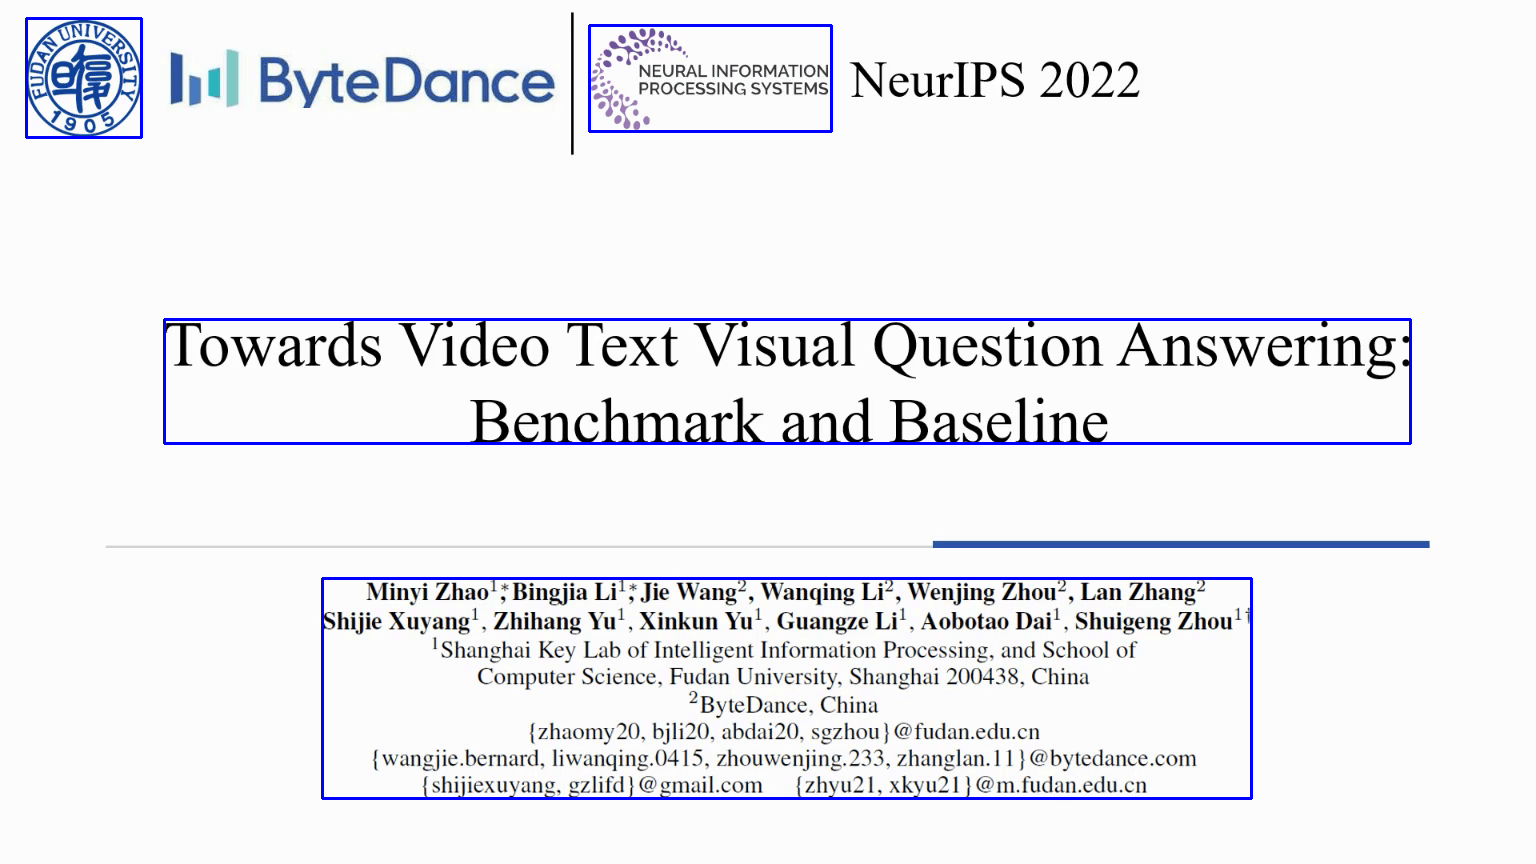 FUDAN UNIVERSITY
1905
ByteDance
NEURAL INFORMATION
PROCESSING SYSTEMS
NeurIPS 2022
Towards Video Text Visual Question Answering:
Benchmark and Baseline
Minyi Zhao¹*, Bingjia Li¹*, Jie Wang², Wanqing Li², Wenjing Zhou², Lan Zhang²
Shijie Xuyang¹, Zhihang Yu¹, Xinkun Yu¹, Guangze Li¹, Aobotao Dai¹, Shuigeng Zhou¹†
¹Shanghai Key Lab of Intelligent Information Processing, and School of
Computer Science, Fudan University, Shanghai 200438, China
²ByteDance, China
{zhaomy20, bjli20, abdai20, sgzhou}@fudan.edu.cn
{wangjie.bernard, liwanqing.0415, zhouwenjing.233, zhanglan.11}@bytedance.com
{shijiexuyang, gzlifd}@gmail.com {zhyu21, xkyu21}@m.fudan.edu.cn